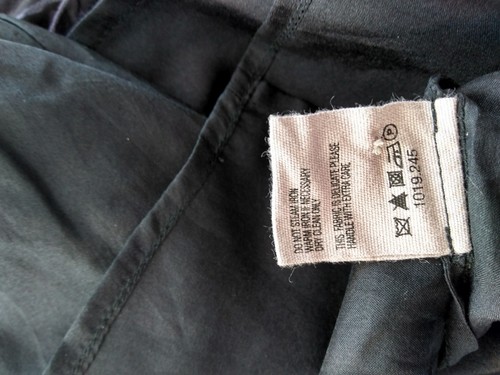 DO NOT STEAM IRON
WARM IRON IF NECESSARY
DRY CLEAN ONLY
THIS FABRIC IS DELICATE PLEASE
HANDLE WITH EXTRA CARE
P
1019.245